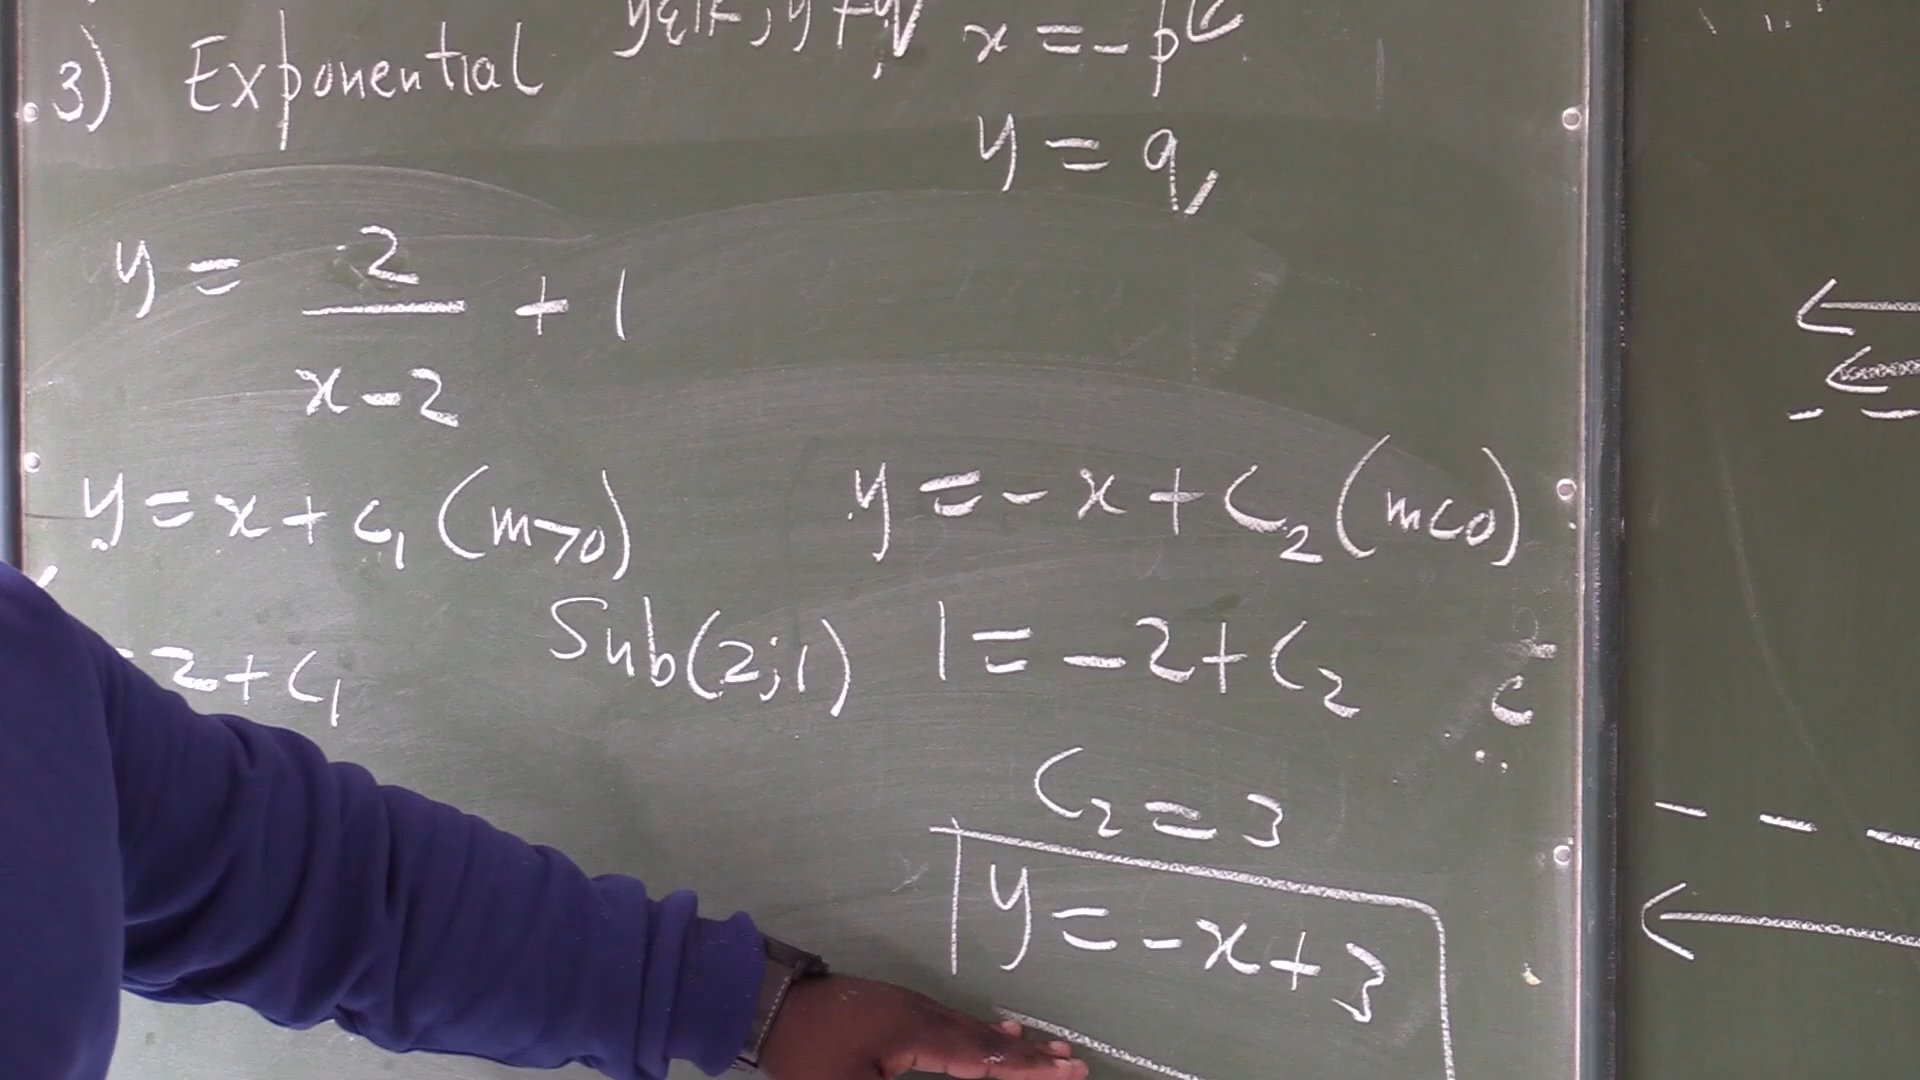 y ε R ; y ≠ q
x = - p
3) Exponential
y = q
y = 2/(x-2) + 1
y = x + c₁ (m>0)
y = -x + C₂ (m<0)
2 + C₁
Sub(2;1) 1 = -2 + C₂
C₂ = 3
y = -x + 3